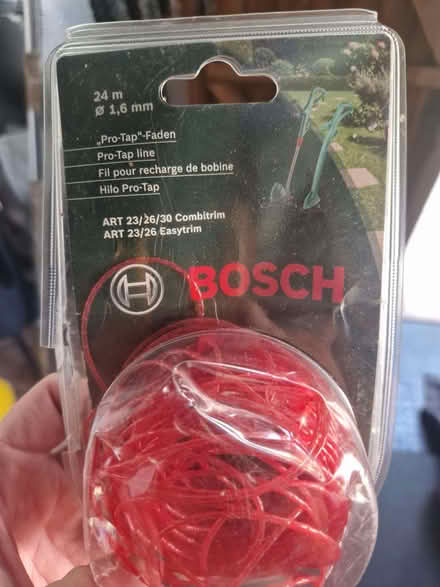 24 m
Ø 1,6 mm
„Pro-Tap"-Faden
Pro-Tap line
Fil pour recharge de bobine
Hilo Pro-Tap
ART 23/26/30 Combitrim
ART 23/26 Easytrim
BOSCH